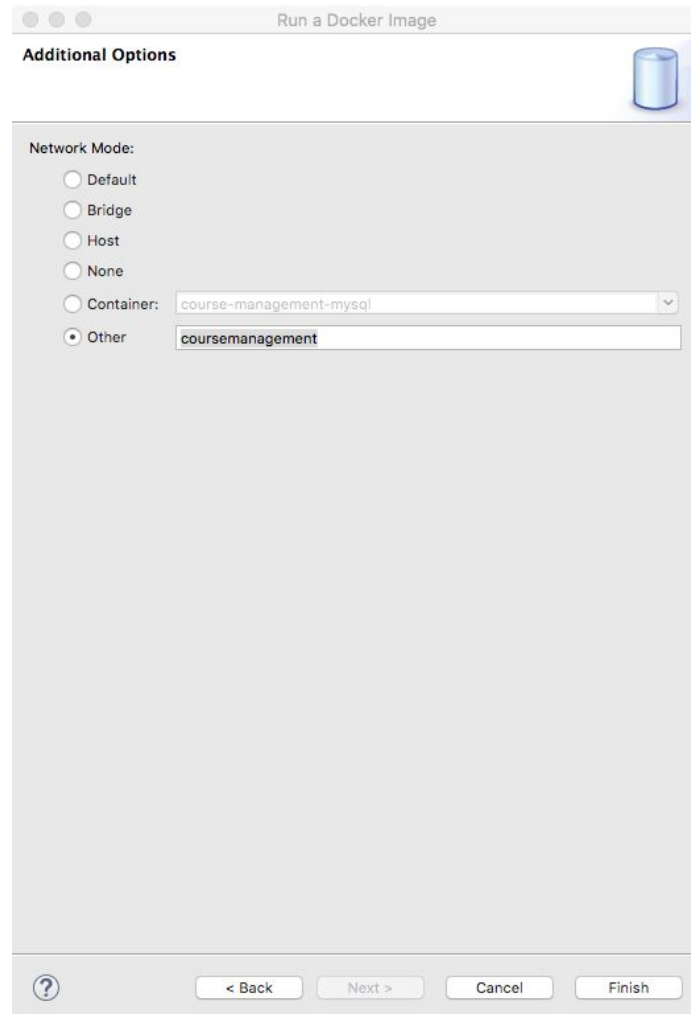 Run a Docker Image
Additional Options
Network Mode:
Default
Bridge
Host
None
Container: course-management-mysql
Other coursemanagement
? < Back Next > Cancel Finish